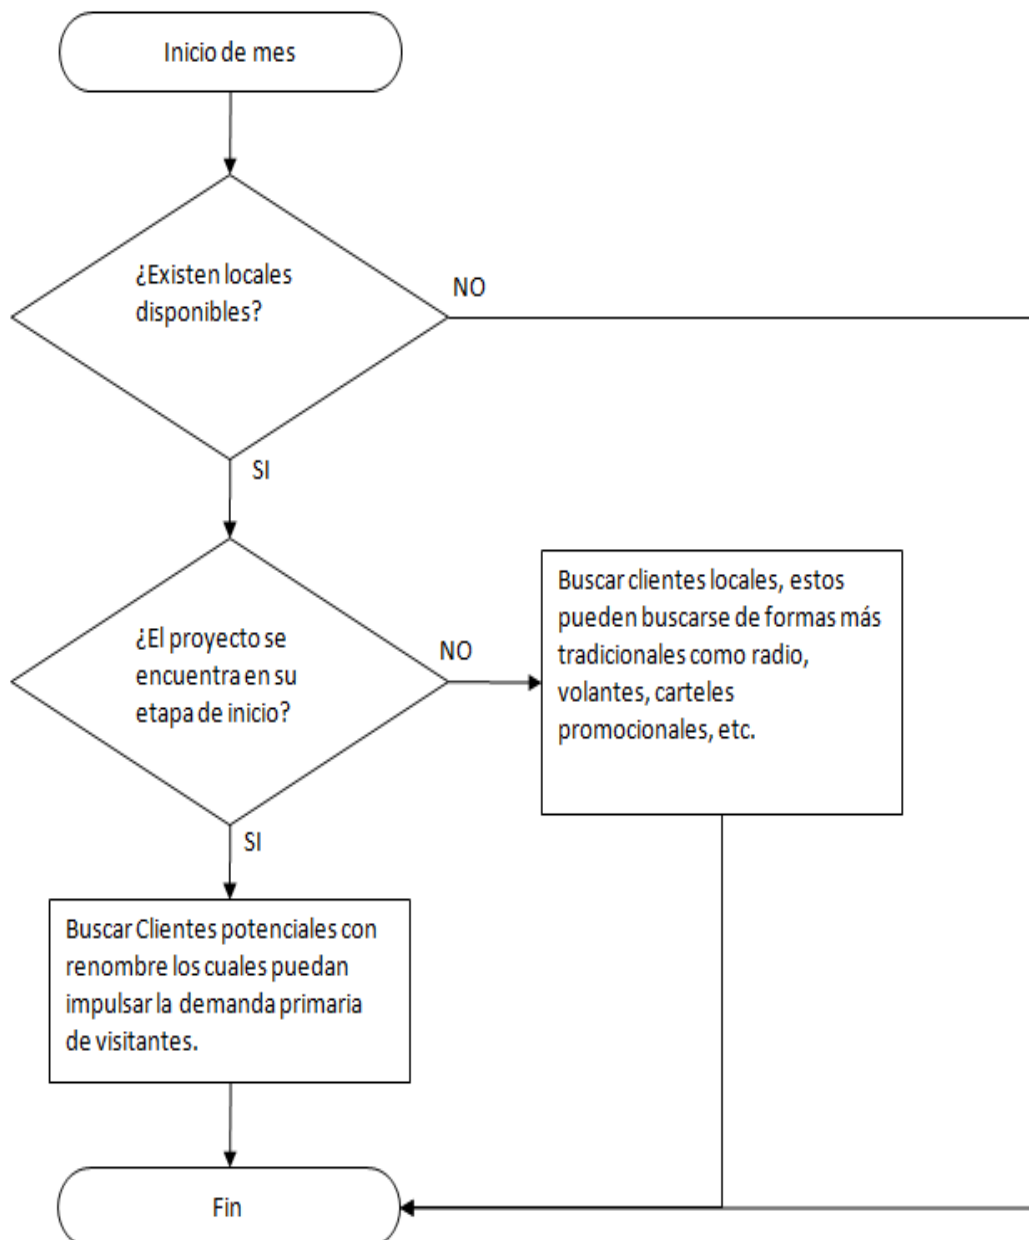 Inicio de mes
¿Existen locales
disponibles?
NO
SI
¿El proyecto se
encuentra en su
etapa de inicio?
NO
Buscar clientes locales, estos
pueden buscarse de formas más
tradicionales como radio,
volantes, carteles
promocionales, etc.
SI
Buscar Clientes potenciales con
renombre los cuales puedan
impulsar la demanda primaria
de visitantes.
Fin